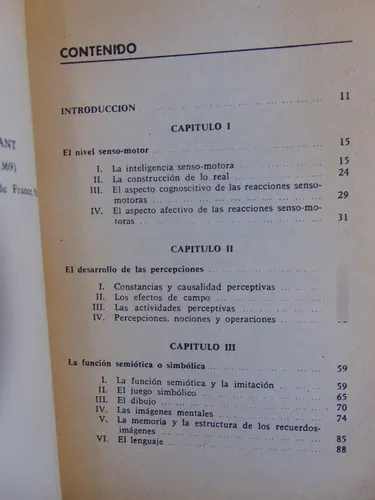 ANT
369)
de France,
CONTENIDO
INTRODUCCION 11
CAPITULO I
El nivel senso-motor 15
I. La inteligencia senso-motora 15
II. La construcción de lo real 24
III. El aspecto cognoscitivo de las reacciones senso-
motoras 29
IV. El aspecto afectivo de las reacciones senso-mo-
toras 31
CAPITULO II
El desarrollo de las percepciones
I. Constancias y causalidad perceptivas
II. Los efectos de campo
III. Las actividades perceptivas
IV. Percepciones, nociones y operaciones
CAPITULO III
La función semiótica o simbólica 59
I. La función semiótica y la imitación 59
II. El juego simbólico 65
III. El dibujo 70
IV. Las imágenes mentales 74
V. La memoria y la estructura de los recuerdos-
imágenes 85
VI. El lenguaje 88